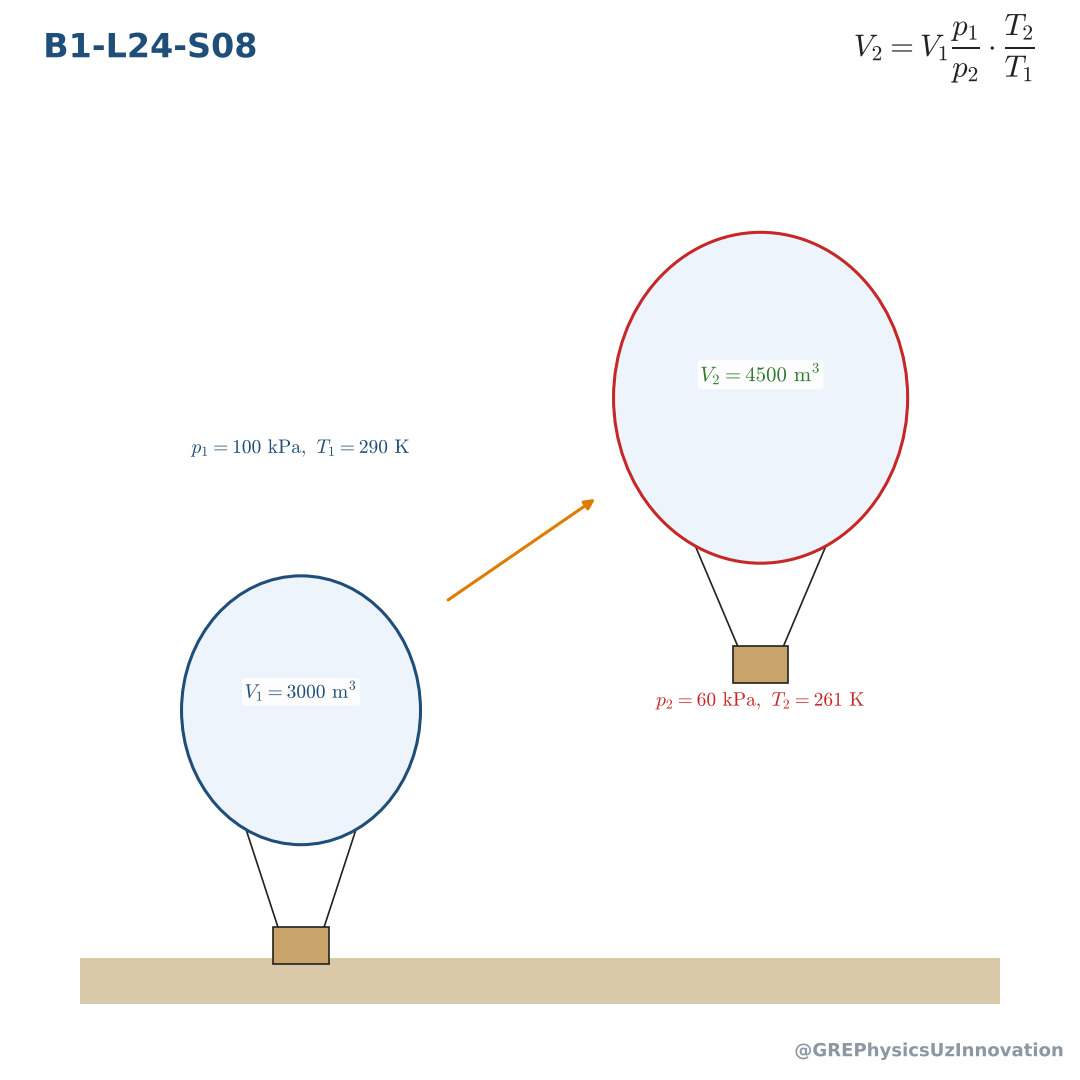 B1-L24-S08
V₂ = V₁ p₁/p₂ · T₂/T₁
V₂ = 4500 m³
p₁ = 100 kPa, T₁ = 290 K
V₁ = 3000 m³
p₂ = 60 kPa, T₂ = 261 K
@GREPhysicsUzInnovation